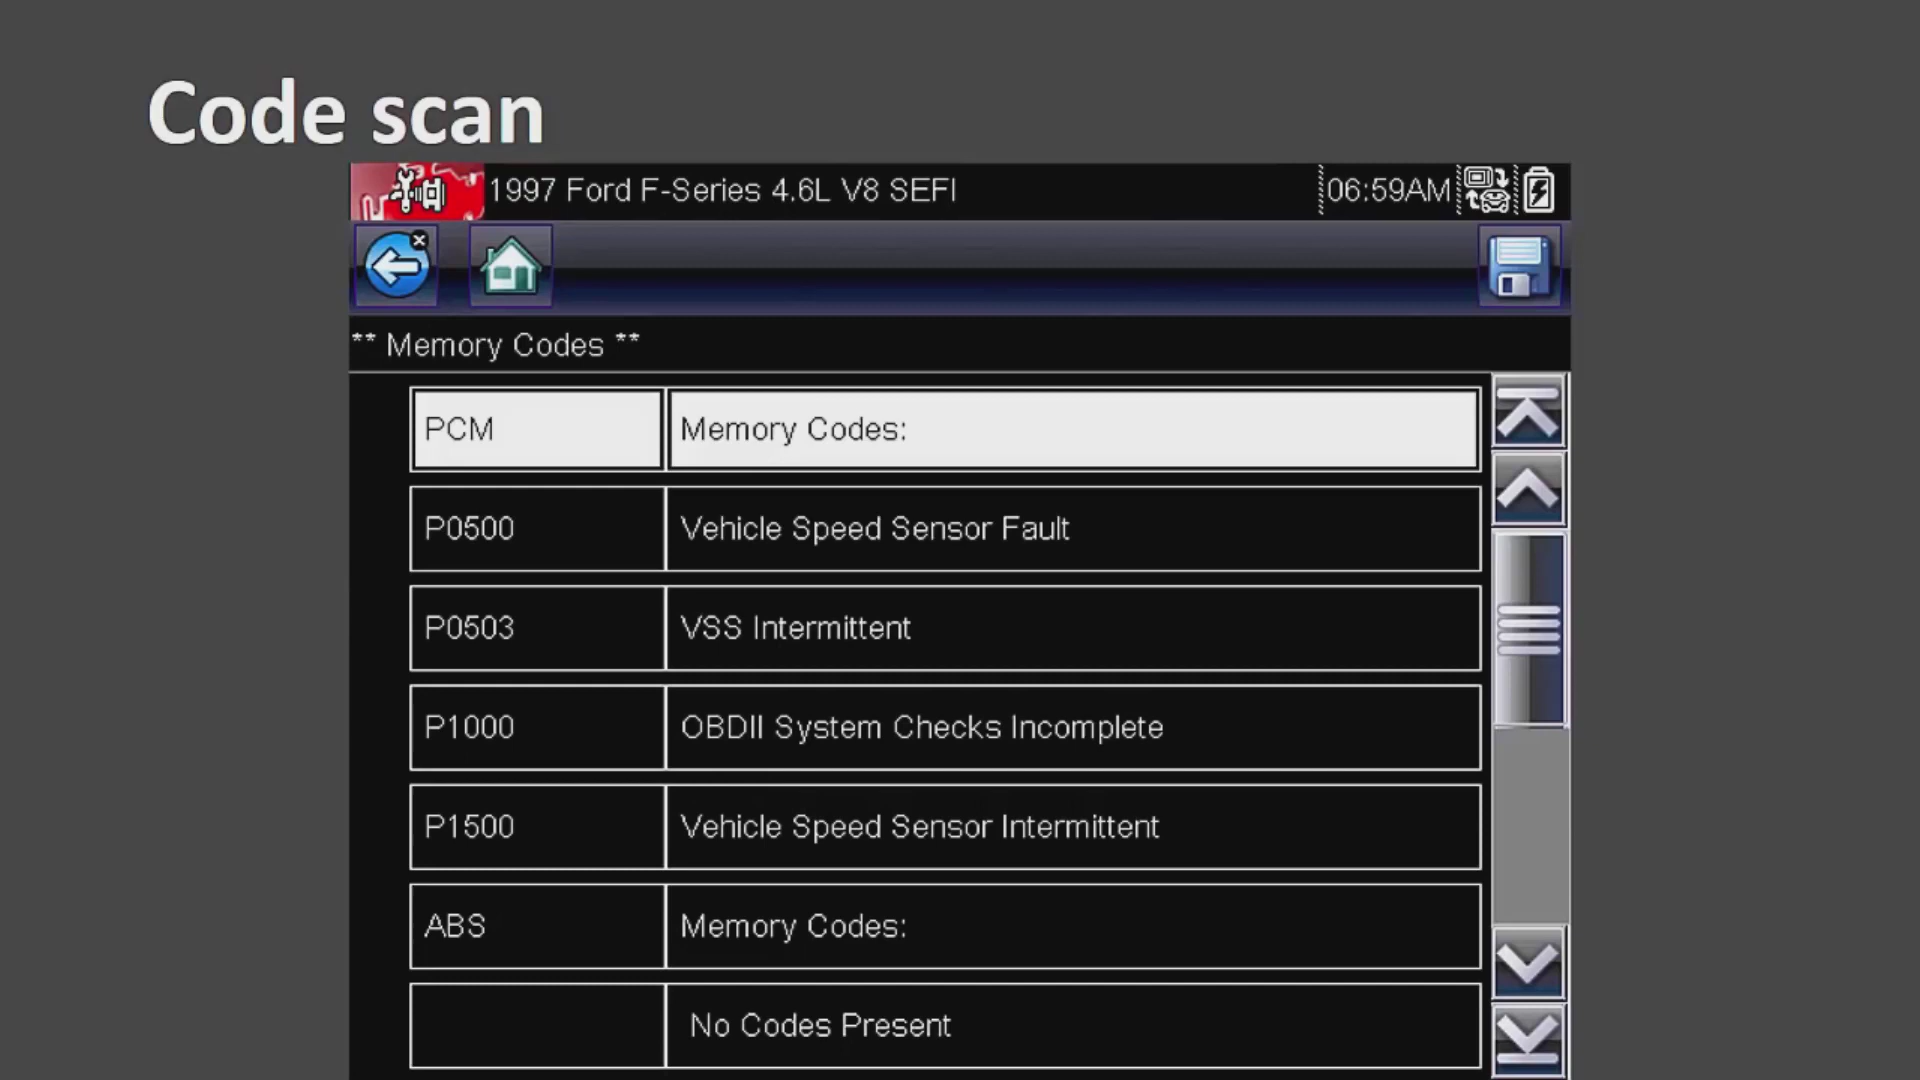 Code scan
1997 Ford F-Series 4.6L V8 SEFI 06:59AM
** Memory Codes **
PCM Memory Codes:
P0500 Vehicle Speed Sensor Fault
P0503 VSS Intermittent
P1000 OBDII System Checks Incomplete
P1500 Vehicle Speed Sensor Intermittent
ABS Memory Codes:
No Codes Present